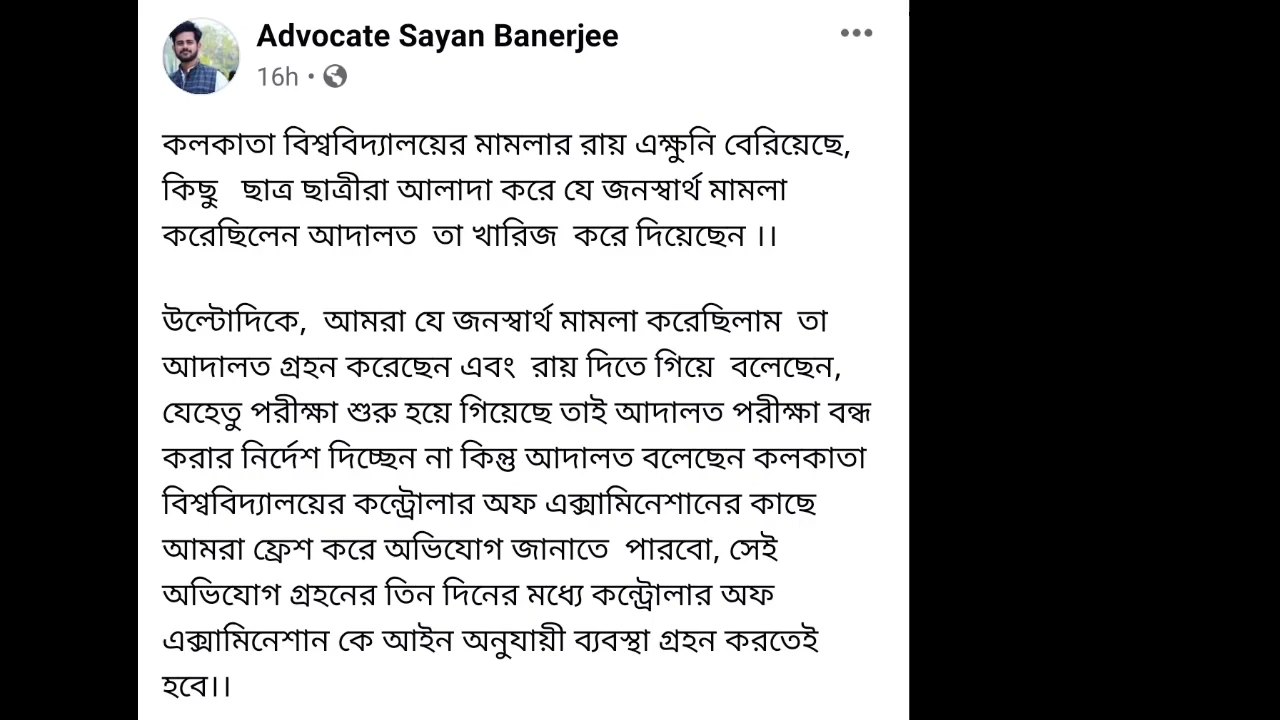 Advocate Sayan Banerjee
16h •
কলকাতা বিশ্ববিদ্যালয়ের মামলার রায় এক্ষুনি বেরিয়েছে,
কিছু ছাত্র ছাত্রীরা আলাদা করে যে জনস্বার্থ মামলা
করেছিলেন আদালত তা খারিজ করে দিয়েছেন ।।
উল্টোদিকে, আমরা যে জনস্বার্থ মামলা করেছিলাম তা
আদালত গ্রহন করেছেন এবং রায় দিতে গিয়ে বলেছেন,
যেহেতু পরীক্ষা শুরু হয়ে গিয়েছে তাই আদালত পরীক্ষা বন্ধ
করার নির্দেশ দিচ্ছেন না কিন্তু আদালত বলেছেন কলকাতা
বিশ্ববিদ্যালয়ের কন্ট্রোলার অফ এক্সামিনেশানের কাছে
আমরা ফ্রেশ করে অভিযোগ জানাতে পারবো, সেই
অভিযোগ গ্রহনের তিন দিনের মধ্যে কন্ট্রোলার অফ
এক্সামিনেশান কে আইন অনুযায়ী ব্যবস্থা গ্রহন করতেই
হবে।।